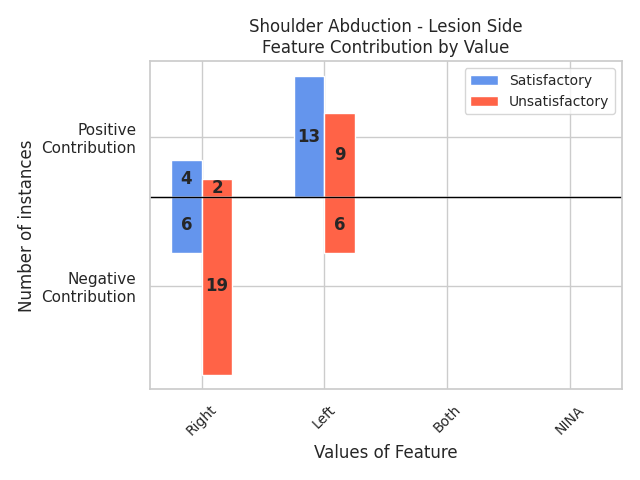 Shoulder Abduction - Lesion Side
Feature Contribution by Value
Satisfactory
Unsatisfactory
Positive
Contribution
Negative
Contribution
Number of instances
4
2
6
19
13
9
6
Right
Left
Both
NINA
Values of Feature